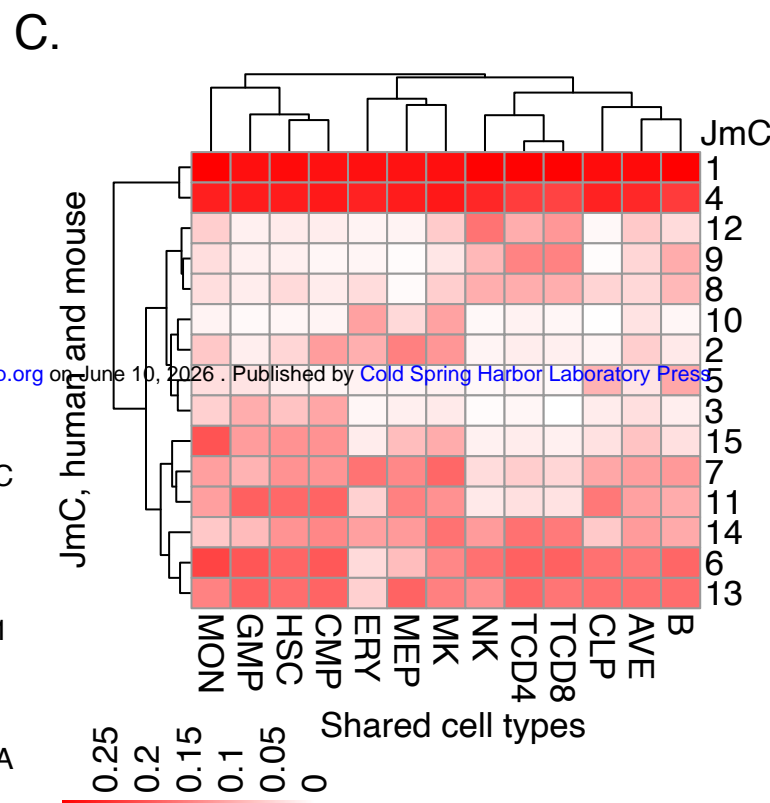 C.
JmC
1
4
12
9
8
10
2
o.org on June 10, 2026 . Published by Cold Spring Harbor Laboratory Press
5
3
15
7
11
14
6
13
JmC, human and mouse
C
1
A
MON GMP HSC CMP ERY MEP MK NK TCD4 TCD8 CLP AVE B
Shared cell types
0.25 0.2 0.15 0.1 0.05 0